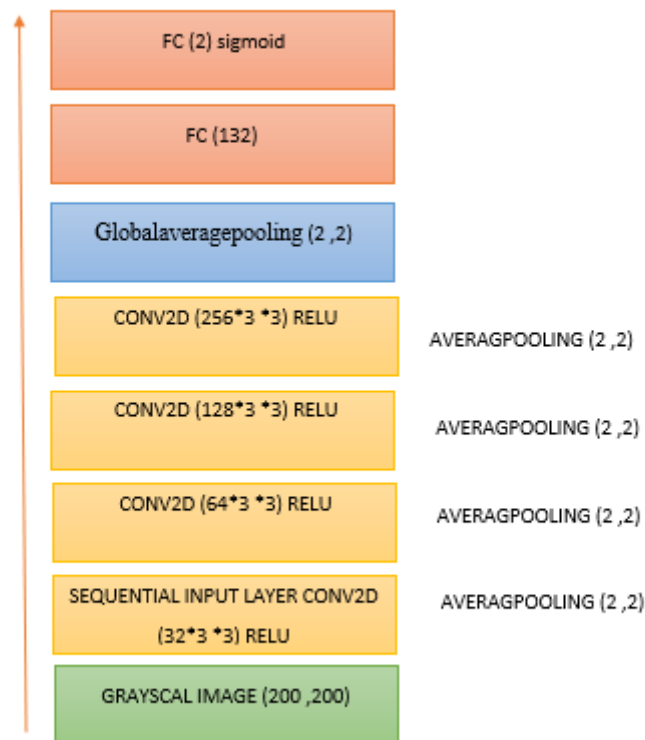 FC (2) sigmoid
FC (132)
Globalaveragepooling (2 ,2)
CONV2D (256*3 *3) RELU
AVERAGPOOLING (2 ,2)
CONV2D (128*3 *3) RELU
AVERAGPOOLING (2 ,2)
CONV2D (64*3 *3) RELU
AVERAGPOOLING (2 ,2)
SEQUENTIAL INPUT LAYER CONV2D
(32*3 *3) RELU
AVERAGPOOLING (2 ,2)
GRAYSCAL IMAGE (200 ,200)